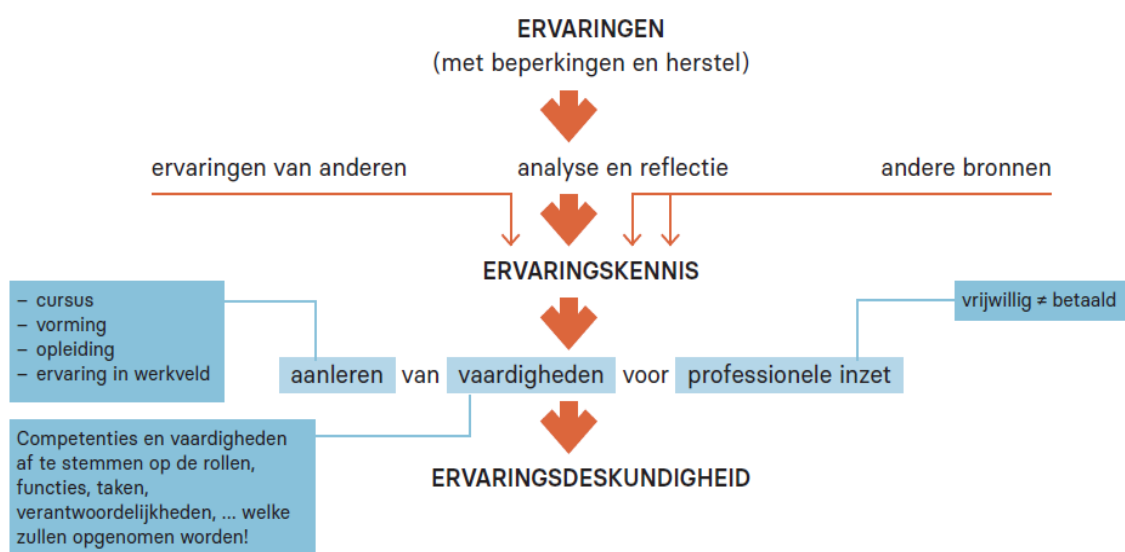 ERVARINGEN
(met beperkingen en herstel)
ervaringen van anderen
analyse en reflectie
andere bronnen
ERVARINGSKENNIS
– cursus
– vorming
– opleiding
– ervaring in werkveld
vrijwillig ≠ betaald
aanleren van vaardigheden voor professionele inzet
Competenties en vaardigheden
af te stemmen op de rollen,
functies, taken,
verantwoordelijkheden, ... welke
zullen opgenomen worden!
ERVARINGSDESKUNDIGHEID